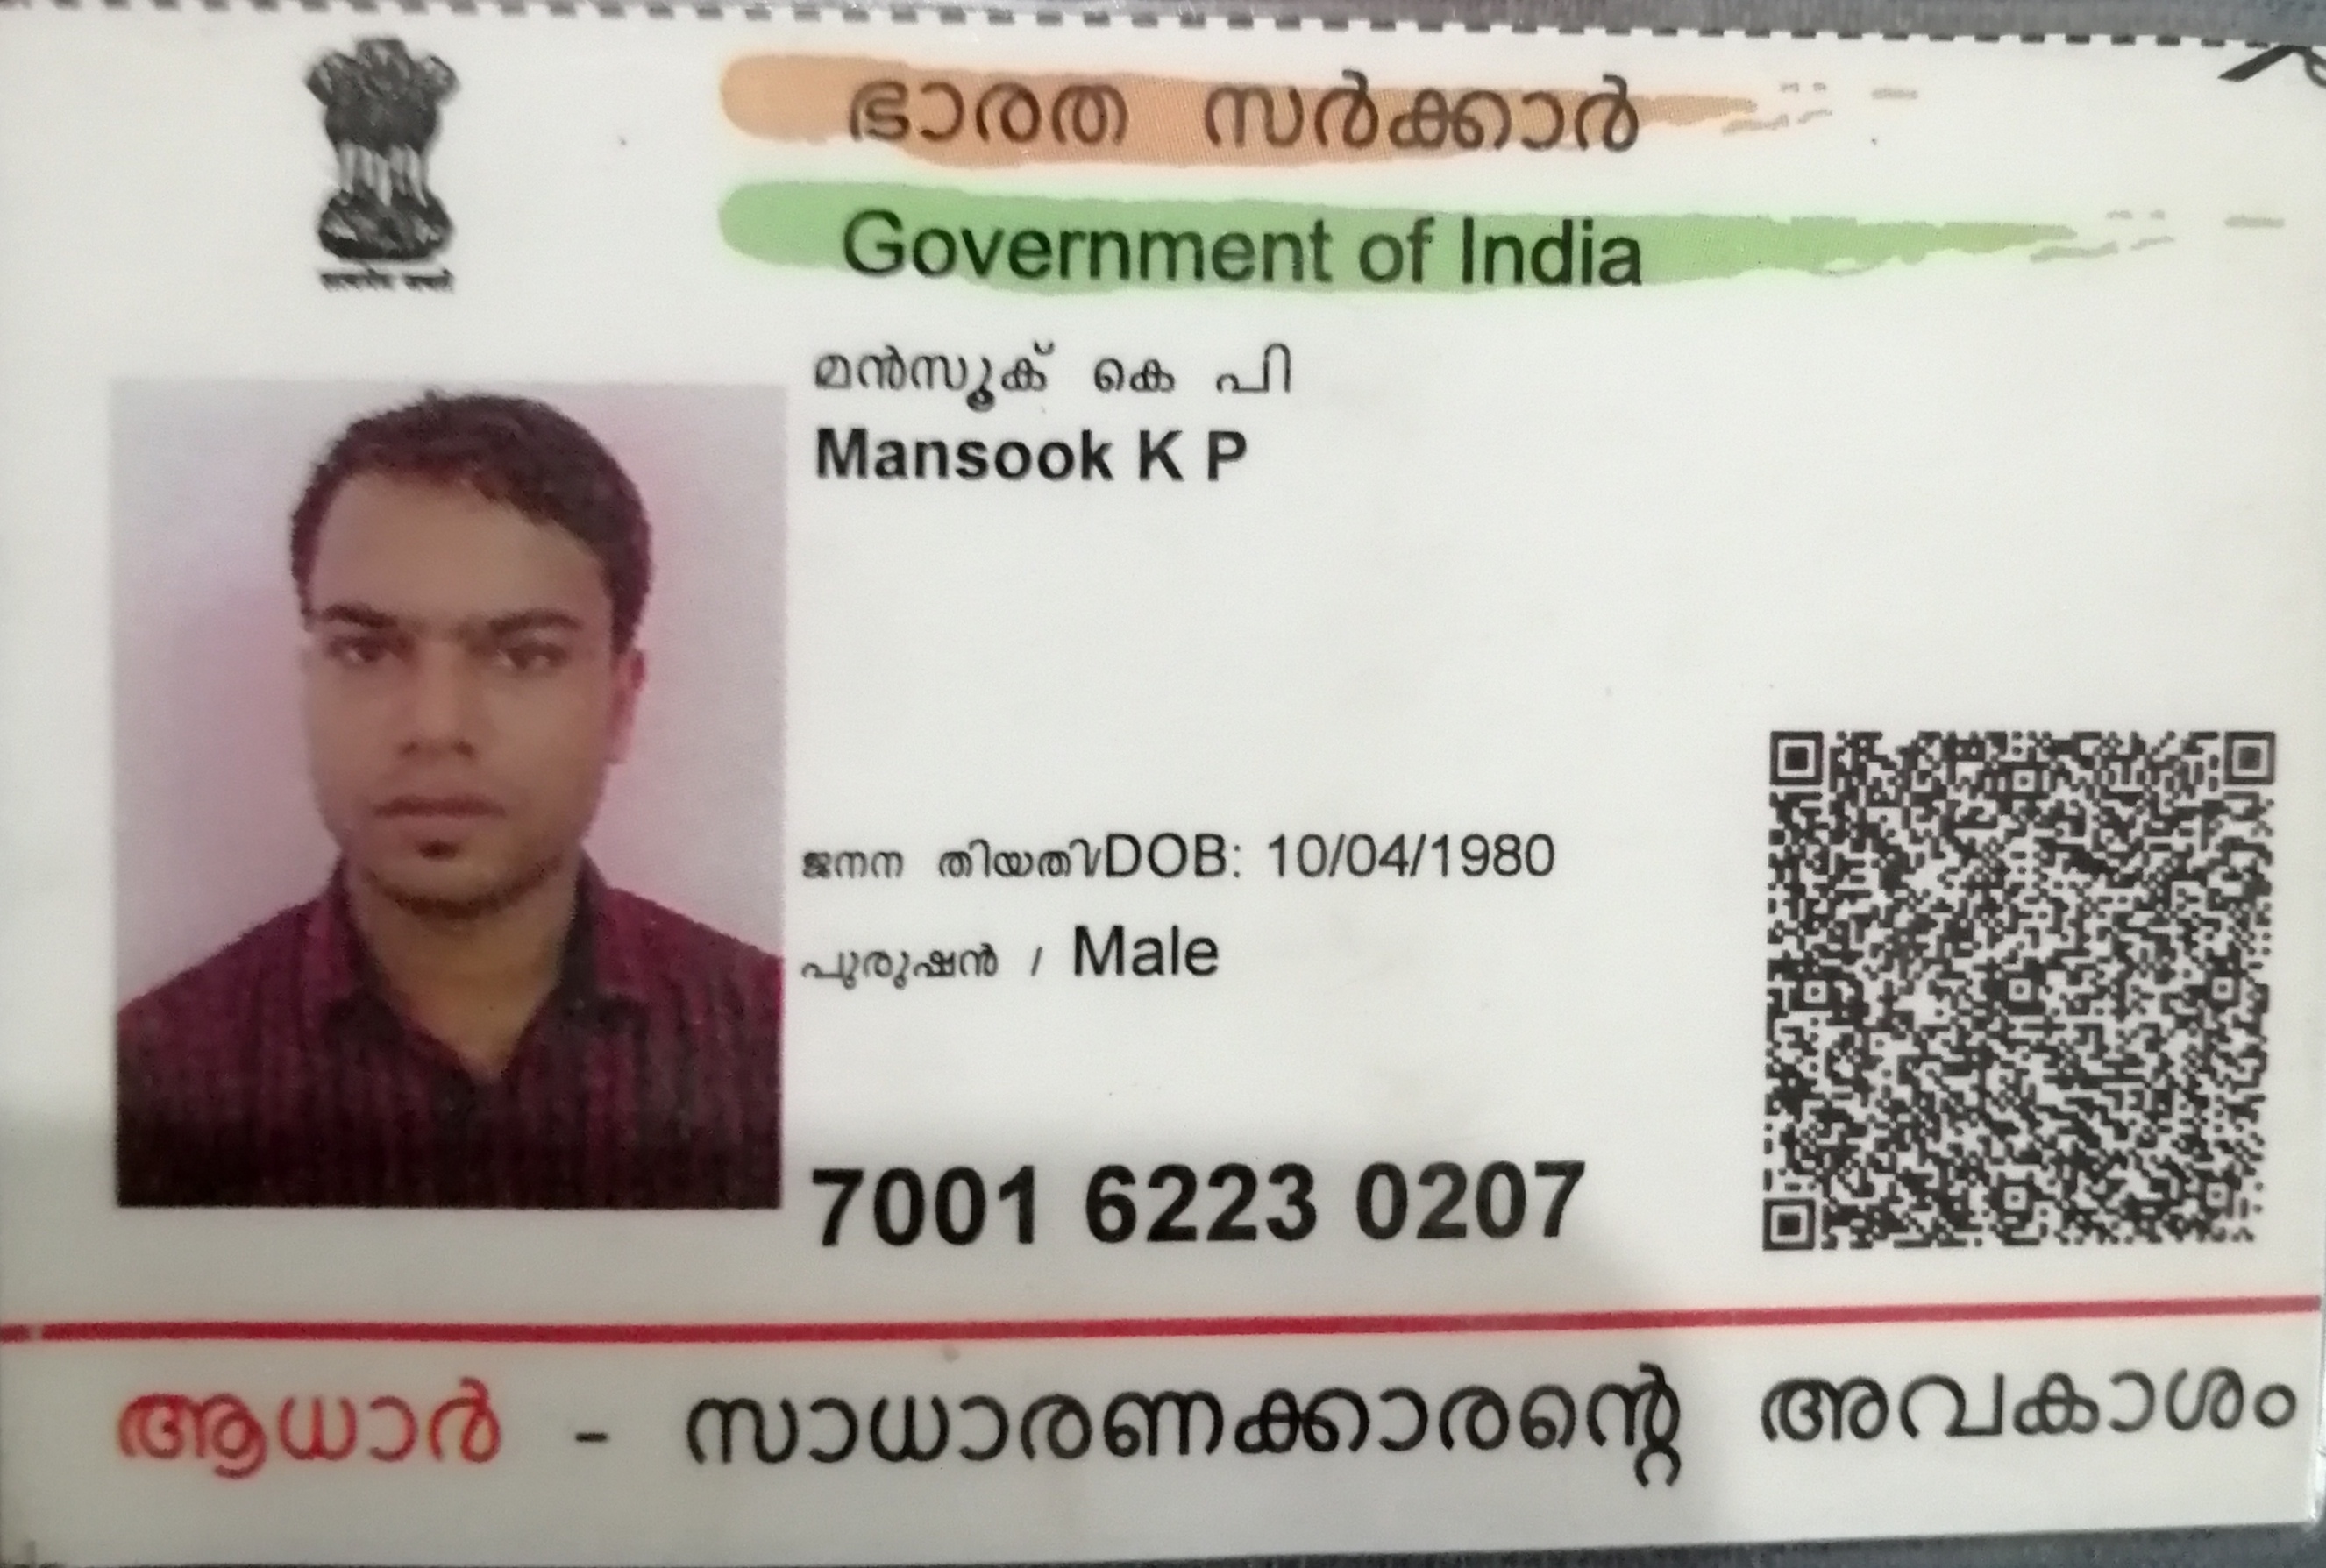 ഭാരത സർക്കാർ
Government of India
മൻസൂക് കെ പി
Mansook K P
ജനന തിയതി/DOB: 10/04/1980
പുരുഷൻ / Male
7001 6223 0207
ആധാർ - സാധാരണക്കാരന്റെ അവകാശം